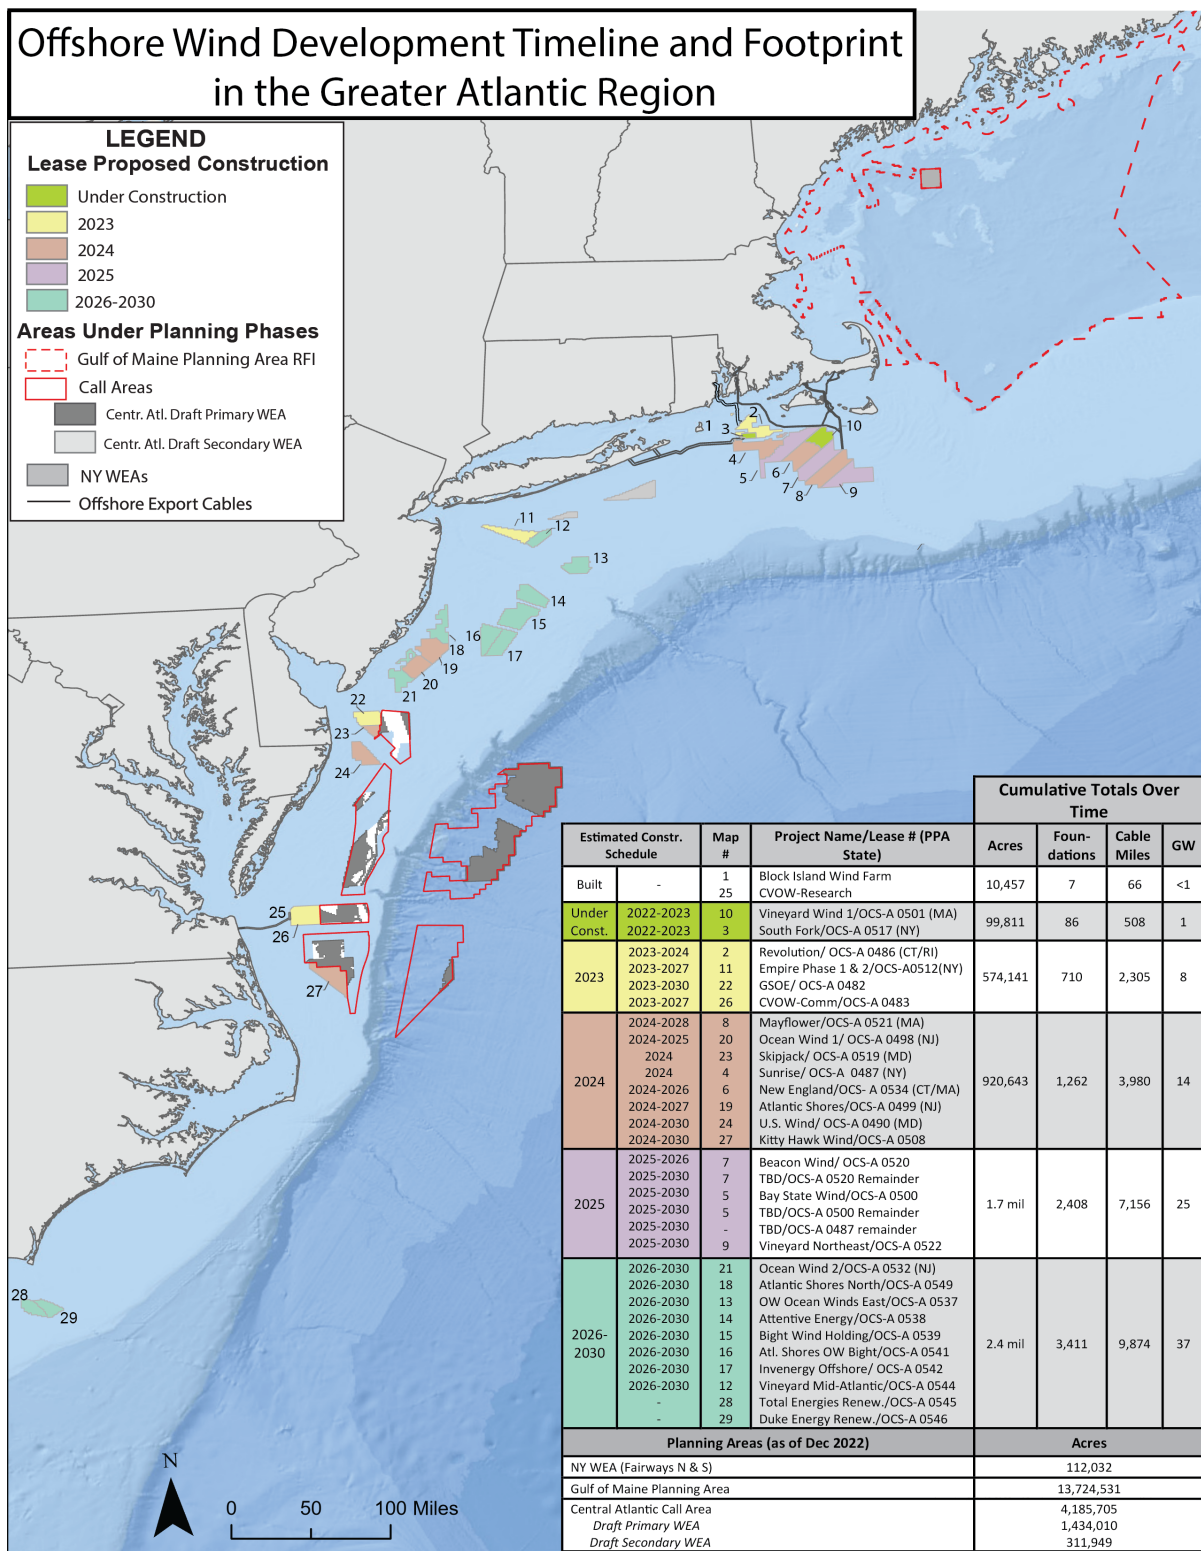 Offshore Wind Development Timeline and Footprint
in the Greater Atlantic Region
LEGEND
Lease Proposed Construction
Under Construction
2023
2024
2025
2026-2030
Areas Under Planning Phases
Gulf of Maine Planning Area RFI
Call Areas
Centr. Atl. Draft Primary WEA
Centr. Atl. Draft Secondary WEA
NY WEAs
Offshore Export Cables
1
2
3
10
4
5
6
7
8
9
11
12
13
14
15
16
17
18
19
20
21
22
23
24
25
26
27
28
29
N
0 50 100 Miles
Cumulative Totals Over
Time
Estimated Constr.
Schedule
Map
#
Project Name/Lease # (PPA
State)
Acres
Foun-
dations
Cable
Miles
GW
Built - 1 Block Island Wind Farm 10,457 7 66 <1
25 CVOW-Research
Under
Const.
2022-2023 10 Vineyard Wind 1/OCS-A 0501 (MA) 99,811 86 508 1
2022-2023 3 South Fork/OCS-A 0517 (NY)
2023 574,141 710 2,305 8
2023-2024 2 Revolution/ OCS-A 0486 (CT/RI)
2023-2027 11 Empire Phase 1 & 2/OCS-A0512(NY)
2023-2030 22 GSOE/ OCS-A 0482
2023-2027 26 CVOW-Comm/OCS-A 0483
2024 920,643 1,262 3,980 14
2024-2028 8 Mayflower/OCS-A 0521 (MA)
2024-2025 20 Ocean Wind 1/ OCS-A 0498 (NJ)
2024 23 Skipjack/ OCS-A 0519 (MD)
2024 4 Sunrise/ OCS-A 0487 (NY)
2024-2026 6 New England/OCS- A 0534 (CT/MA)
2024-2027 19 Atlantic Shores/OCS-A 0499 (NJ)
2024-2030 24 U.S. Wind/ OCS-A 0490 (MD)
2024-2030 27 Kitty Hawk Wind/OCS-A 0508
2025 1.7 mil 2,408 7,156 25
2025-2026 7 Beacon Wind/ OCS-A 0520
2025-2030 7 TBD/OCS-A 0520 Remainder
2025-2030 5 Bay State Wind/OCS-A 0500
2025-2030 5 TBD/OCS-A 0500 Remainder
2025-2030 - TBD/OCS-A 0487 remainder
2025-2030 9 Vineyard Northeast/OCS-A 0522
2026-
2030
2.4 mil 3,411 9,874 37
2026-2030 21 Ocean Wind 2/OCS-A 0532 (NJ)
2026-2030 18 Atlantic Shores North/OCS-A 0549
2026-2030 13 OW Ocean Winds East/OCS-A 0537
2026-2030 14 Attentive Energy/OCS-A 0538
2026-2030 15 Bight Wind Holding/OCS-A 0539
2026-2030 16 Atl. Shores OW Bight/OCS-A 0541
2026-2030 17 Invenergy Offshore/ OCS-A 0542
2026-2030 12 Vineyard Mid-Atlantic/OCS-A 0544
- 28 Total Energies Renew./OCS-A 0545
- 29 Duke Energy Renew./OCS-A 0546
Planning Areas (as of Dec 2022) Acres
NY WEA (Fairways N & S) 112,032
Gulf of Maine Planning Area 13,724,531
Central Atlantic Call Area 4,185,705
Draft Primary WEA 1,434,010
Draft Secondary WEA 311,949